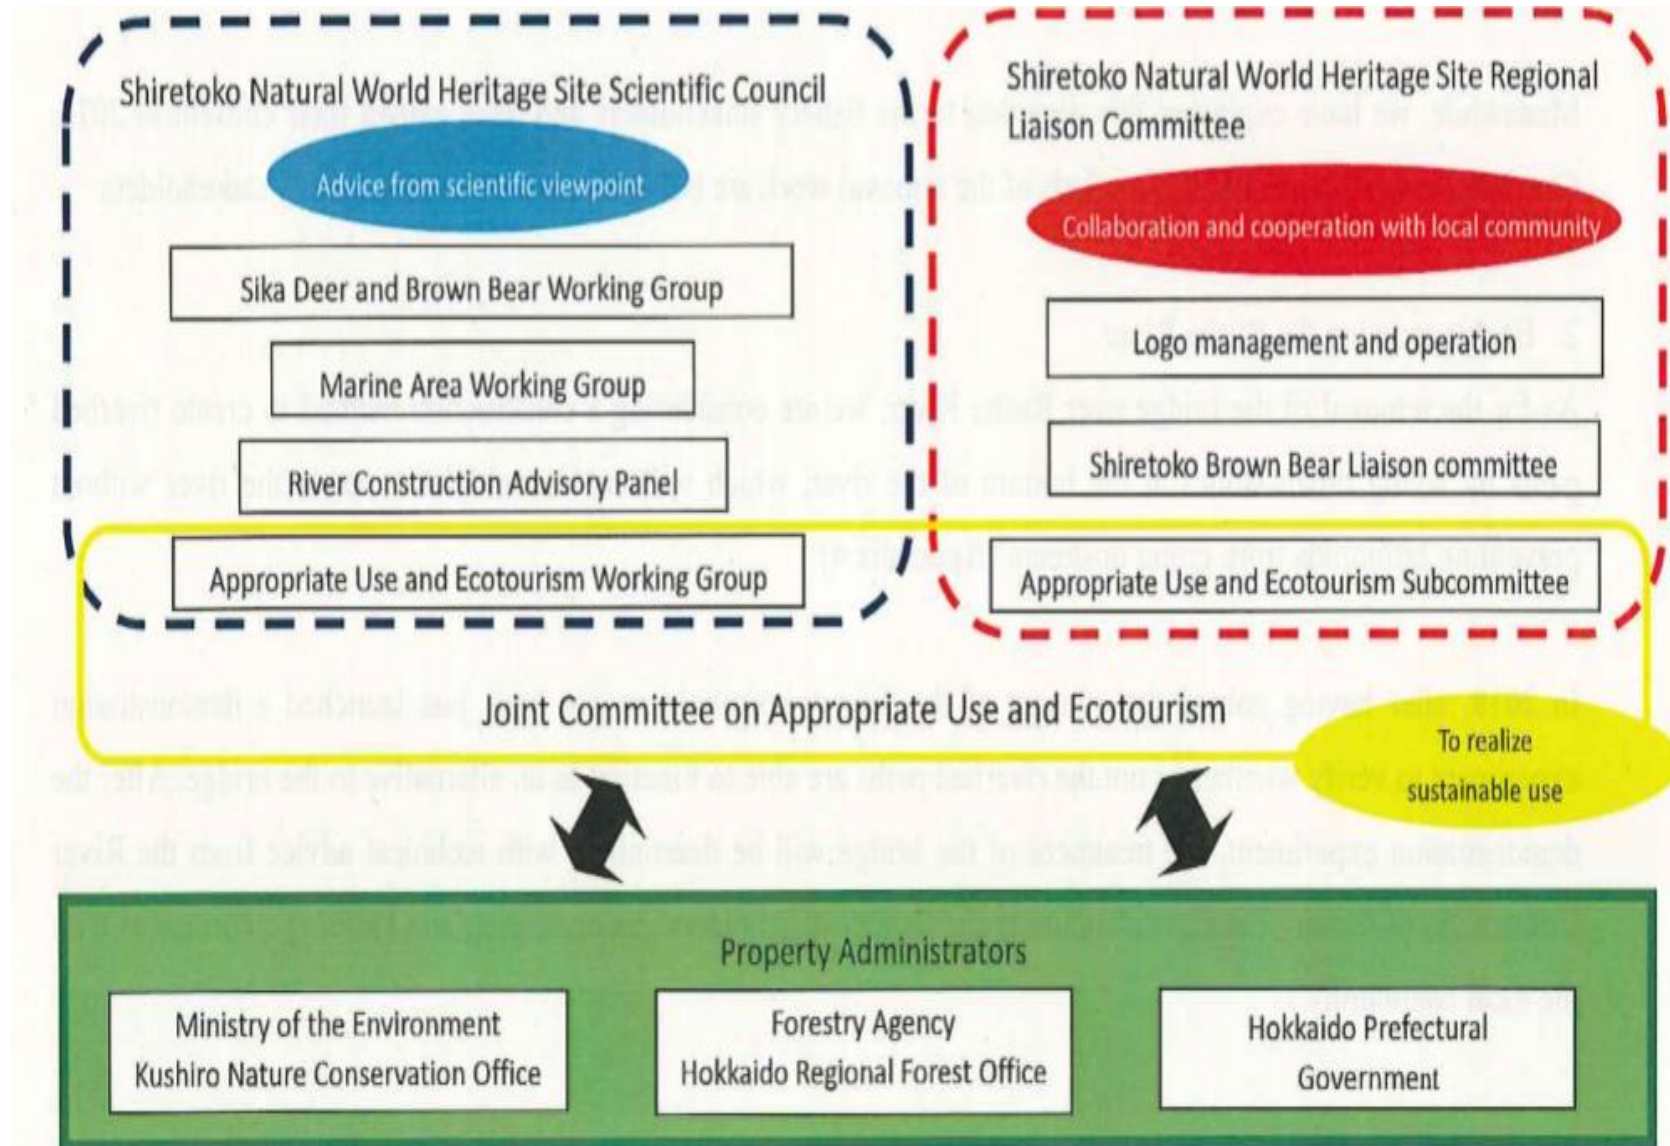 Shiretoko Natural World Heritage Site Scientific Council
Advice from scientific viewpoint
Sika Deer and Brown Bear Working Group
Marine Area Working Group
River Construction Advisory Panel
Appropriate Use and Ecotourism Working Group
Shiretoko Natural World Heritage Site Regional
Liaison Committee
Collaboration and cooperation with local community
Logo management and operation
Shiretoko Brown Bear Liaison committee
Appropriate Use and Ecotourism Subcommittee
Joint Committee on Appropriate Use and Ecotourism
To realize
sustainable use
Property Administrators
Ministry of the Environment
Kushiro Nature Conservation Office
Forestry Agency
Hokkaido Regional Forest Office
Hokkaido Prefectural
Government